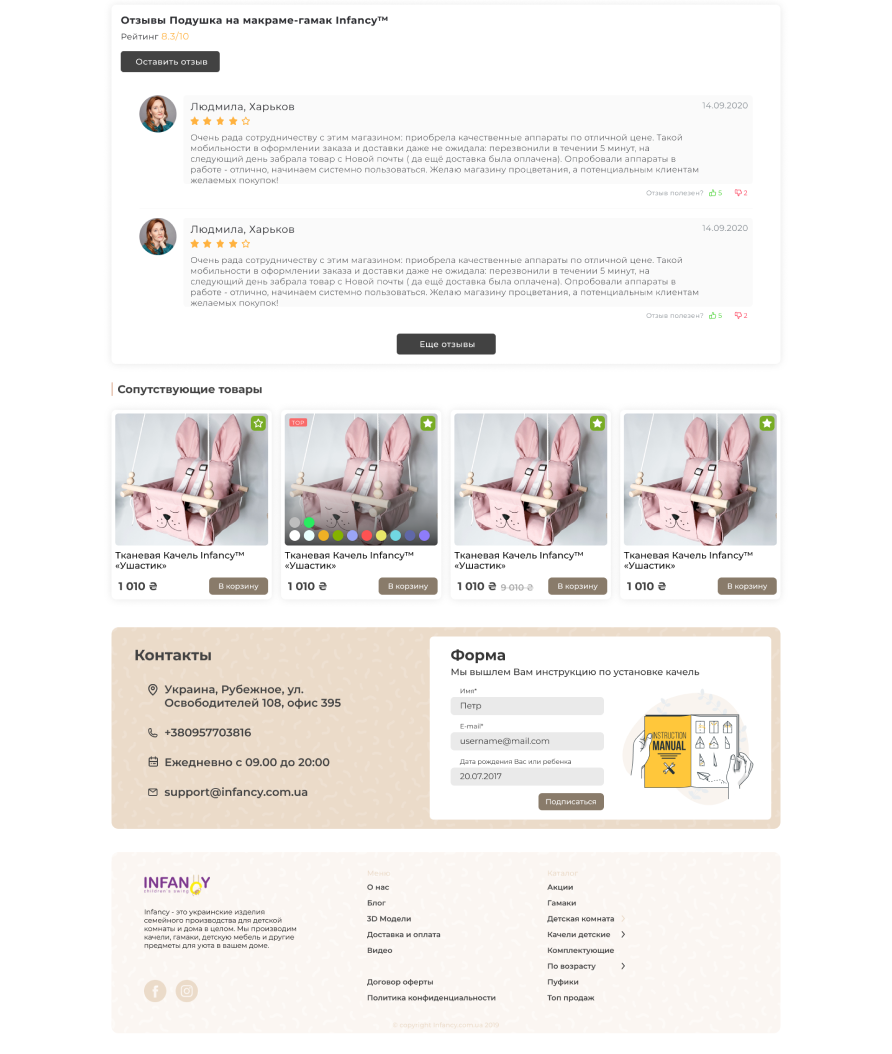 Отзывы Подушка на макраме-гамак Infancy™
Рейтинг 8.3/10
Оставить отзыв
Людмила, Харьков
14.09.2020
Очень рада сотрудничеству с этим магазином: приобрела качественные аппараты по отличной цене. Такой
мобильности в оформлении заказа и доставки даже не ожидала: перезвонили в течении 5 минут, на
следующий день забрала товар с Новой почты ( да ещё доставка была оплачена). Опробовали аппараты в
работе - отлично, начинаем системно пользоваться. Желаю магазину процветания, а потенциальным клиентам
желаемых покупок!
Отзыв полезен? 5 2
Людмила, Харьков
14.09.2020
Очень рада сотрудничеству с этим магазином: приобрела качественные аппараты по отличной цене. Такой
мобильности в оформлении заказа и доставки даже не ожидала: перезвонили в течении 5 минут, на
следующий день забрала товар с Новой почты ( да ещё доставка была оплачена). Опробовали аппараты в
работе - отлично, начинаем системно пользоваться. Желаю магазину процветания, а потенциальным клиентам
желаемых покупок!
Отзыв полезен? 5 2
Еще отзывы
Сопутствующие товары
Тканевая Качель Infancy™
«Ушастик»
1 010 ₴
В корзину
TOP
Тканевая Качель Infancy™
«Ушастик»
1 010 ₴
В корзину
Тканевая Качель Infancy™
«Ушастик»
1 010 ₴ 9 010 ₴
В корзину
Тканевая Качель Infancy™
«Ушастик»
1 010 ₴
В корзину
Контакты
Украина, Рубежное, ул.
Освободителей 108, офис 395
+380957703816
Ежедневно с 09.00 до 20:00
support@infancy.com.ua
Форма
Мы вышлем Вам инструкцию по установке качель
Имя*
Петр
E-mail*
username@mail.com
Дата рождения Вас или ребенка
20.07.2017
Подписаться
INSTRUCTION
MANUAL
INFANCY
children's swing
Infancy - это украинские изделия
семейного производства для детской
комнаты и дома в целом. Мы производим
качели, гамаки, детскую мебель и другие
предметы для уюта в вашем доме.
Меню
О нас
Блог
3D Модели
Доставка и оплата
Видео
Договор оферты
Политика конфиденциальности
Каталог
Акции
Гамаки
Детская комната
Качели детские
Комплектующие
По возрасту
Пуфики
Топ продаж